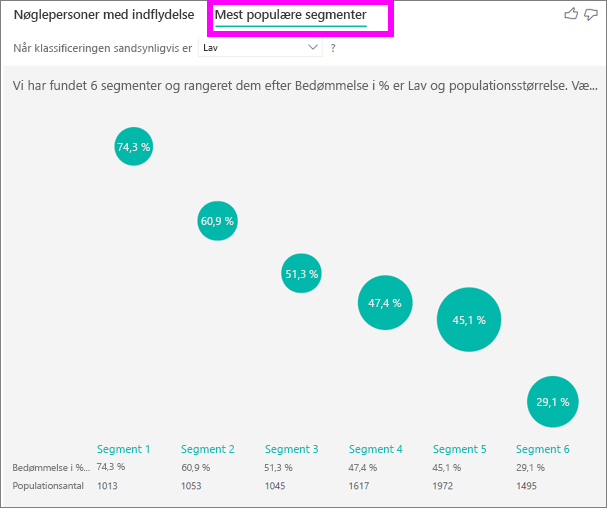 Nøglepersoner med indflydelse Mest populære segmenter
Når klassificeringen sandsynligvis er Lav ?
Vi har fundet 6 segmenter og rangeret dem efter Bedømmelse i % er Lav og populationsstørrelse. Væ...
74,3 %
60,9 %
51,3 %
47,4 %
45,1 %
29,1 %
Segment 1 Segment 2 Segment 3 Segment 4 Segment 5 Segment 6
Bedømmelse i %... 74,3 % 60,9 % 51,3 % 47,4 % 45,1 % 29,1 %
Populationsantal 1013 1053 1045 1617 1972 1495